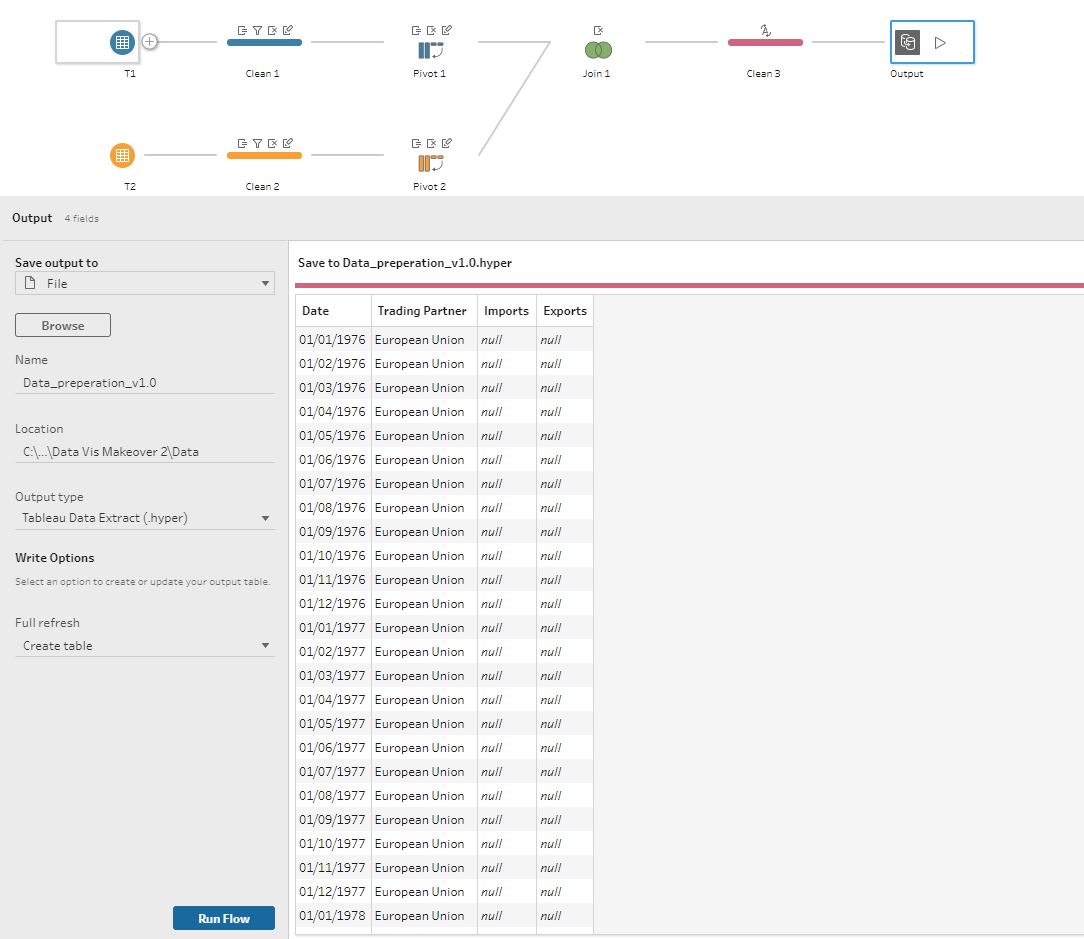 T1
Clean 1
Pivot 1
Join 1
Clean 3
Output
T2
Clean 2
Pivot 2
Output 4 fields
Save output to
File
Browse
Name
Data_preperation_v1.0
Location
C:\...\Data Vis Makeover 2\Data
Output type
Tableau Data Extract (.hyper)
Write Options
Select an option to create or update your output table.
Full refresh
Create table
Run Flow
Save to Data_preperation_v1.0.hyper
Date Trading Partner Imports Exports
01/01/1976 European Union null null
01/02/1976 European Union null null
01/03/1976 European Union null null
01/04/1976 European Union null null
01/05/1976 European Union null null
01/06/1976 European Union null null
01/07/1976 European Union null null
01/08/1976 European Union null null
01/09/1976 European Union null null
01/10/1976 European Union null null
01/11/1976 European Union null null
01/12/1976 European Union null null
01/01/1977 European Union null null
01/02/1977 European Union null null
01/03/1977 European Union null null
01/04/1977 European Union null null
01/05/1977 European Union null null
01/06/1977 European Union null null
01/07/1977 European Union null null
01/08/1977 European Union null null
01/09/1977 European Union null null
01/10/1977 European Union null null
01/11/1977 European Union null null
01/12/1977 European Union null null
01/01/1978 European Union null null